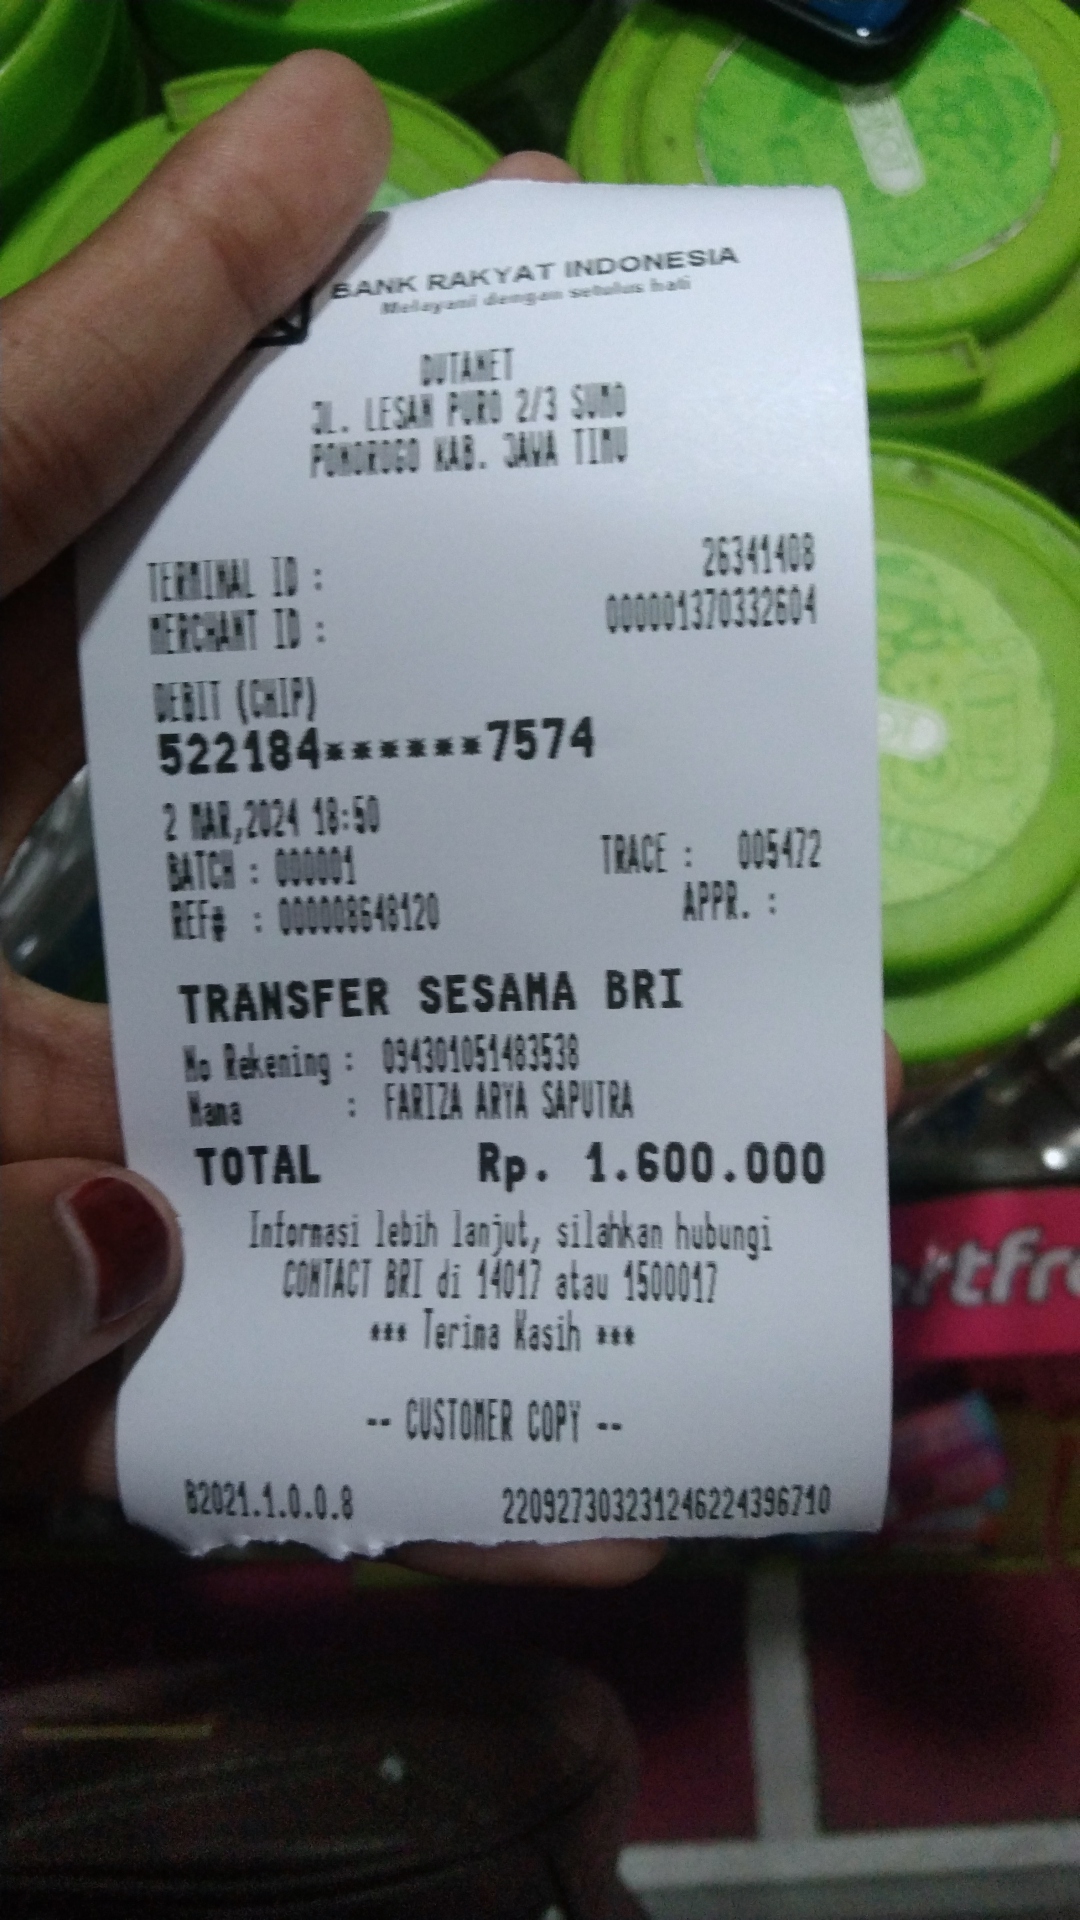 BANK RAKYAT INDONESIA
Melayani dengan setulus hati
DUTANET
JL. LESAN PURO 2/3 SUMO
PONOROGO KAB. JAWA TIMU
TERMINAL ID : 26341408
MERCHANT ID : 000001370332604
DEBIT (CHIP)
522184******7574
2 MAR,2024 18:50
BATCH : 000001 TRACE : 005472
REF# : 000008648120 APPR. :
TRANSFER SESAMA BRI
No Rekening : 094301051483538
Nama : FARIZA ARYA SAPUTRA
TOTAL Rp. 1.600.000
Informasi lebih lanjut, silahkan hubungi
CONTACT BRI di 14017 atau 1500017
*** Terima Kasih ***
-- CUSTOMER COPY --
B2021.1.0.0.8 220927303231246224396710